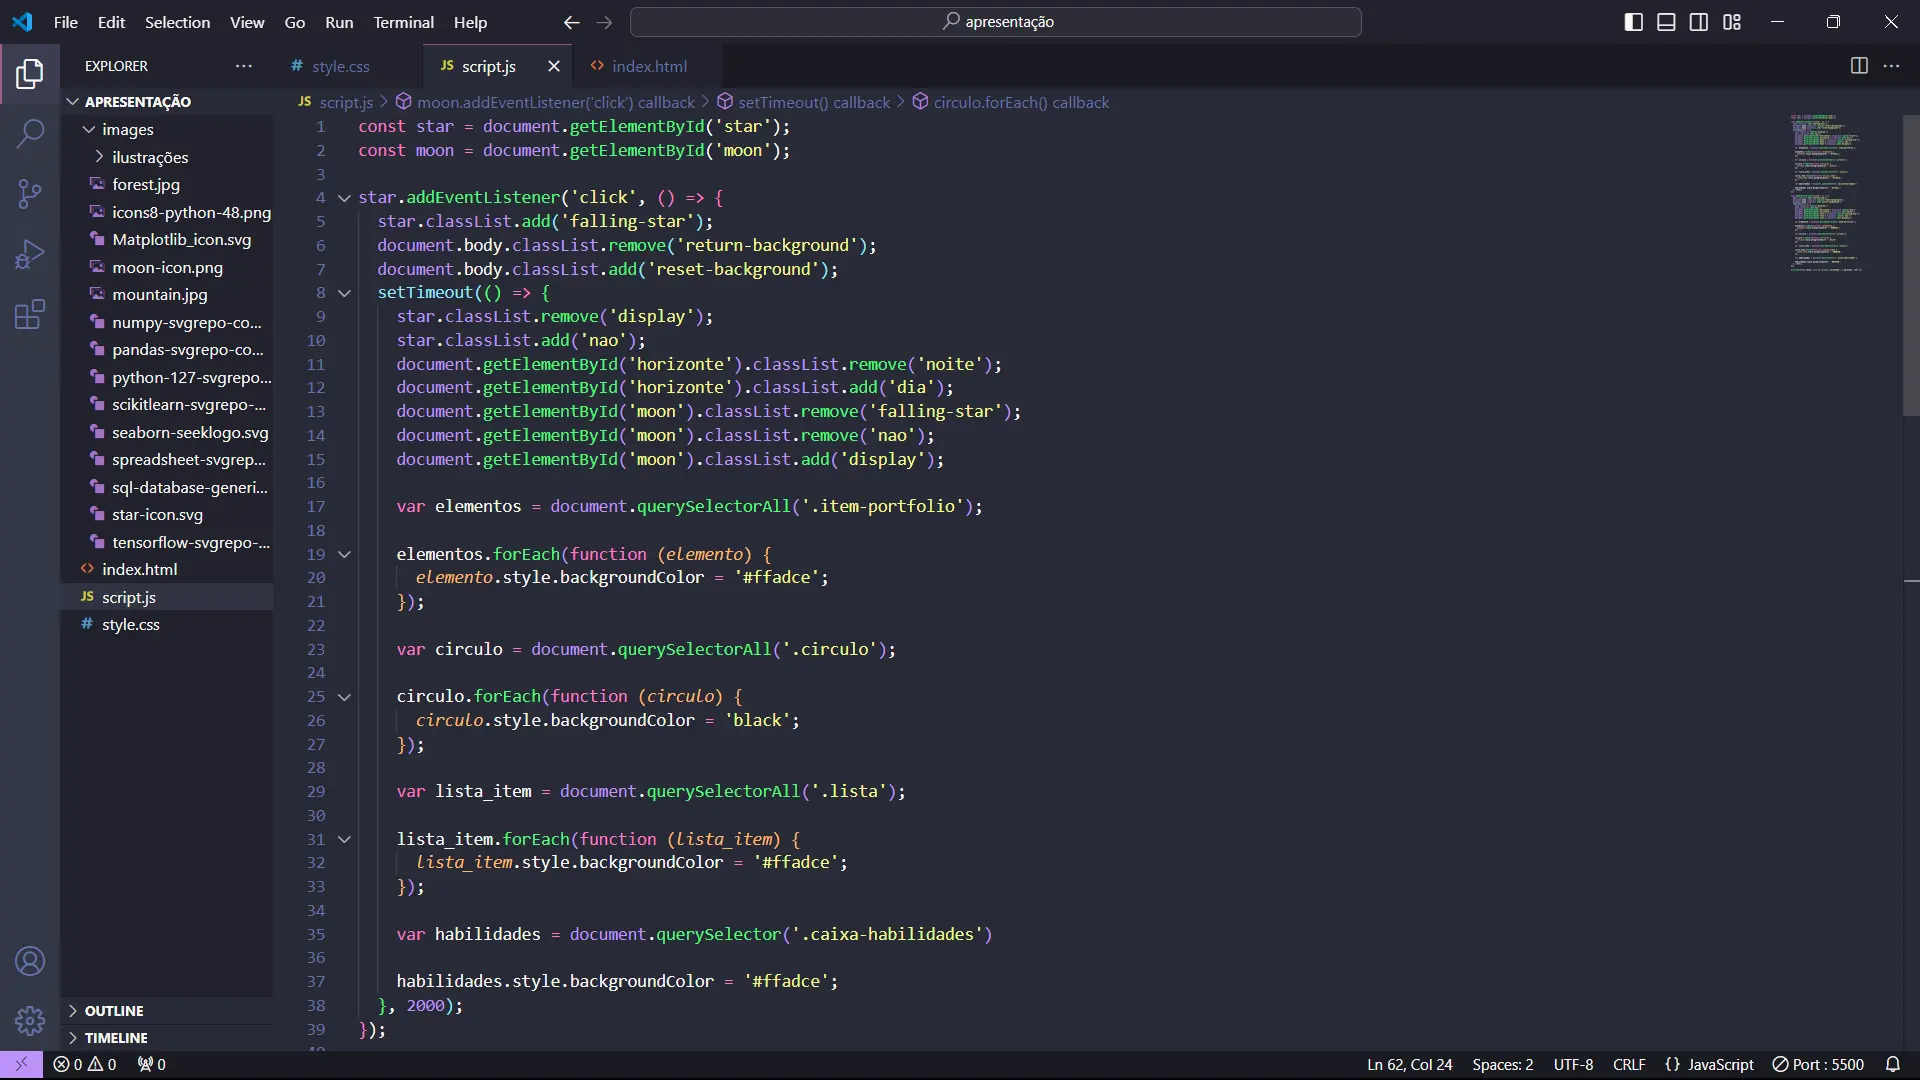 File Edit Selection View Go Run Terminal Help
apresentação
EXPLORER
APRESENTAÇÃO
images
ilustrações
forest.jpg
icons8-python-48.png
Matplotlib_icon.svg
moon-icon.png
mountain.jpg
numpy-svgrepo-co...
pandas-svgrepo-co...
python-127-svgrepo...
scikitlearn-svgrepo-...
seaborn-seeklogo.svg
spreadsheet-svgrep...
sql-database-generi...
star-icon.svg
tensorflow-svgrepo-...
index.html
JS script.js
# style.css
OUTLINE
TIMELINE
# style.css JS script.js index.html
JS script.js > moon.addEventListener('click') callback > setTimeout() callback > circulo.forEach() callback
1 const star = document.getElementById('star');
2 const moon = document.getElementById('moon');
3
4 star.addEventListener('click', () => {
5 star.classList.add('falling-star');
6 document.body.classList.remove('return-background');
7 document.body.classList.add('reset-background');
8 setTimeout(() => {
9 star.classList.remove('display');
10 star.classList.add('nao');
11 document.getElementById('horizonte').classList.remove('noite');
12 document.getElementById('horizonte').classList.add('dia');
13 document.getElementById('moon').classList.remove('falling-star');
14 document.getElementById('moon').classList.remove('nao');
15 document.getElementById('moon').classList.add('display');
16
17 var elementos = document.querySelectorAll('.item-portfolio');
18
19 elementos.forEach(function (elemento) {
20 elemento.style.backgroundColor = '#ffadce';
21 });
22
23 var circulo = document.querySelectorAll('.circulo');
24
25 circulo.forEach(function (circulo) {
26 circulo.style.backgroundColor = 'black';
27 });
28
29 var lista_item = document.querySelectorAll('.lista');
30
31 lista_item.forEach(function (lista_item) {
32 lista_item.style.backgroundColor = '#ffadce';
33 });
34
35 var habilidades = document.querySelector('.caixa-habilidades')
36
37 habilidades.style.backgroundColor = '#ffadce';
38 }, 2000);
39 });
0 0 0
Ln 62, Col 24 Spaces: 2 UTF-8 CRLF {} JavaScript Port : 5500